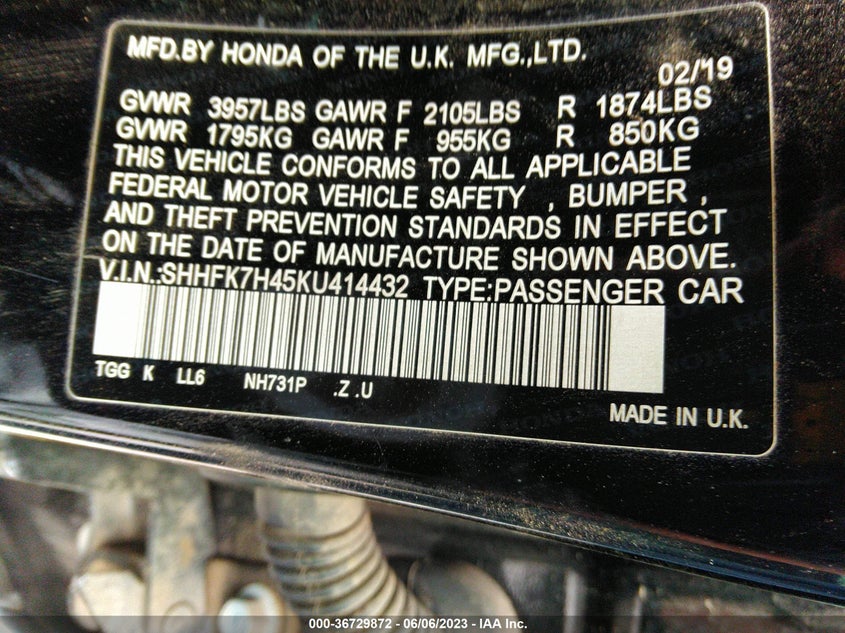 MFD.BY HONDA OF THE U.K. MFG.,LTD.
02/19
GVWR 3957LBS GAWR F 2105LBS R 1874LBS
GVWR 1795KG GAWR F 955KG R 850KG
THIS VEHICLE CONFORMS TO ALL APPLICABLE
FEDERAL MOTOR VEHICLE SAFETY , BUMPER ,
AND THEFT PREVENTION STANDARDS IN EFFECT
ON THE DATE OF MANUFACTURE SHOWN ABOVE.
V.I.N.:SHHFK7H45KU414432 TYPE:PASSENGER CAR
TGG K LL6 NH731P .Z .U
MADE IN U.K.
000-36729872 - 06/06/2023 - IAA Inc.